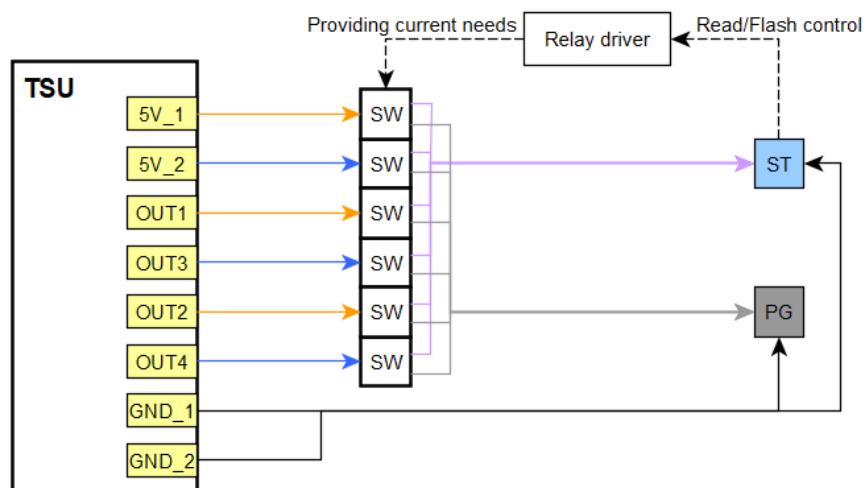 Providing current needs
Relay driver
Read/Flash control
TSU
5V_1
SW
5V_2
SW
ST
OUT1
SW
OUT3
SW
OUT2
SW
PG
OUT4
SW
GND_1
GND_2